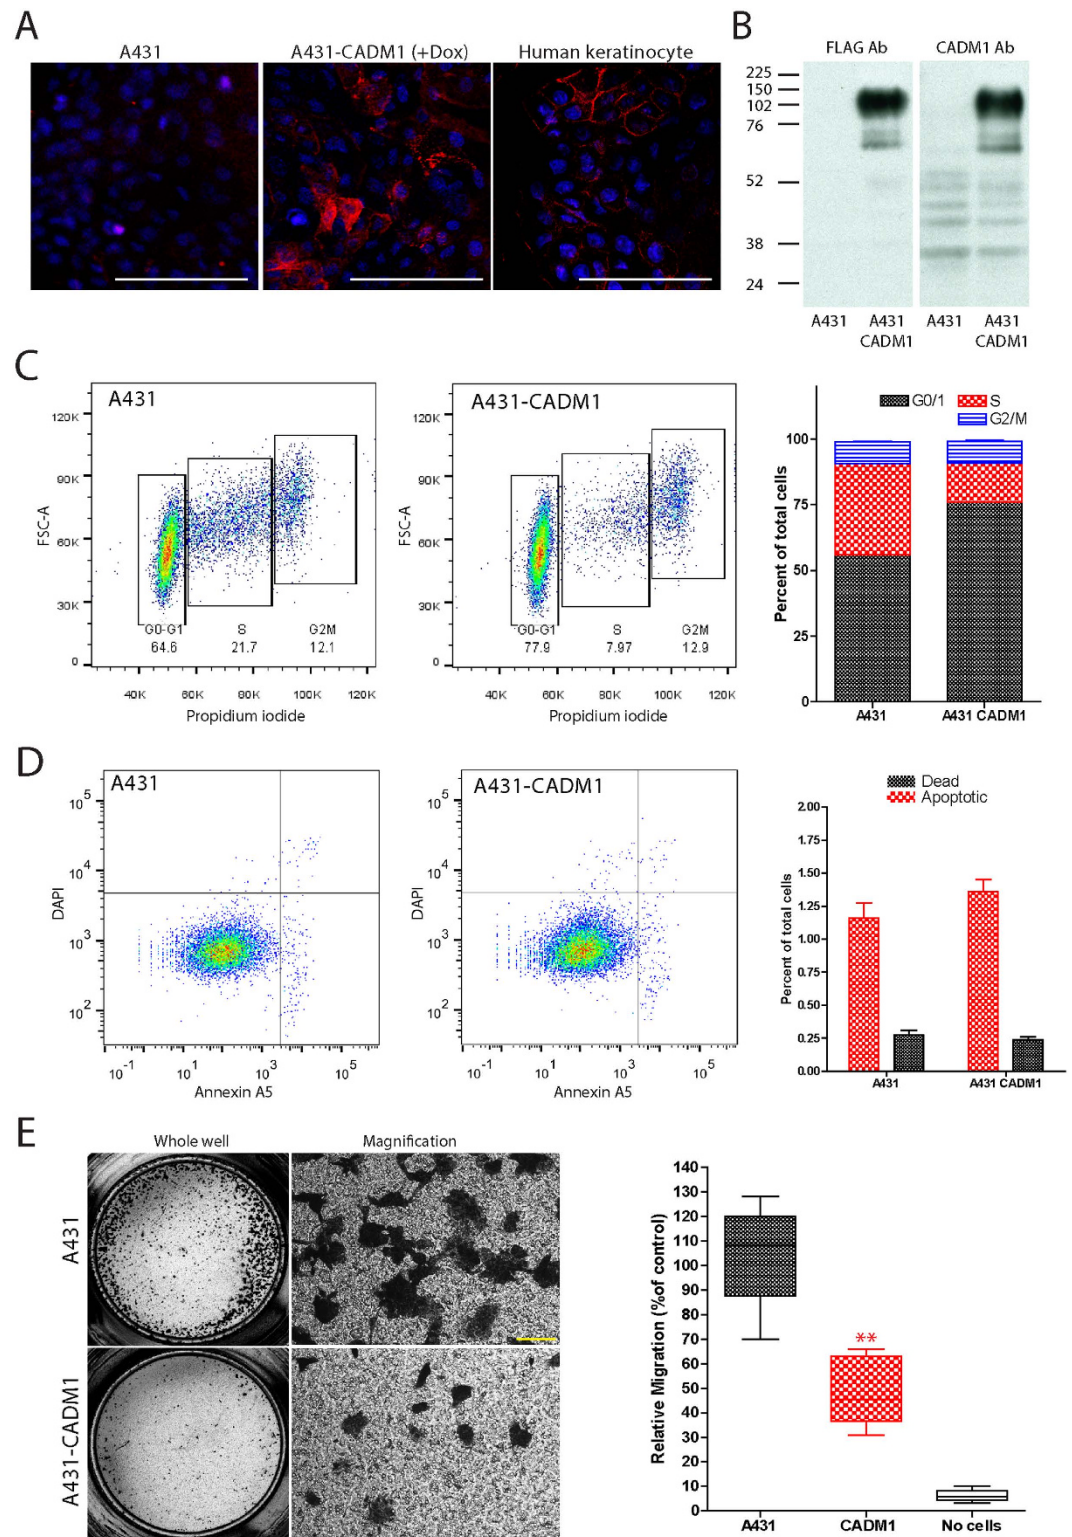 A
A431
A431-CADM1 (+Dox)
Human keratinocyte
B
FLAG Ab
CADM1 Ab
225
150
102
76
52
38
24
A431
A431
CADM1
A431
A431
CADM1
C
A431
FSC-A
120K
90K
60K
30K
0
G0-G1
64.6
S
21.7
G2M
12.1
40K
60K
80K
100K
120K
Propidium iodide
A431-CADM1
FSC-A
120K
90K
60K
30K
0
G0-G1
77.9
S
7.97
G2M
12.9
40K
60K
80K
100K
120K
Propidium iodide
G0/1
S
G2/M
Percent of total cells
100
75
50
25
0
A431
A431 CADM1
D
A431
DAPI
10^5
10^4
10^3
10^2
10^-1
10^1
10^3
10^5
Annexin A5
A431-CADM1
DAPI
10^5
10^4
10^3
10^2
10^-1
10^1
10^3
10^5
Annexin A5
Dead
Apoptotic
Percent of total cells
2.00
1.75
1.50
1.25
1.00
0.75
0.50
0.25
0.00
A431
A431 CADM1
E
Whole well
Magnification
A431
A431-CADM1
Relative Migration (%of control)
140
130
120
110
100
90
80
70
60
50
40
30
20
10
0
**
A431
CADM1
No cells